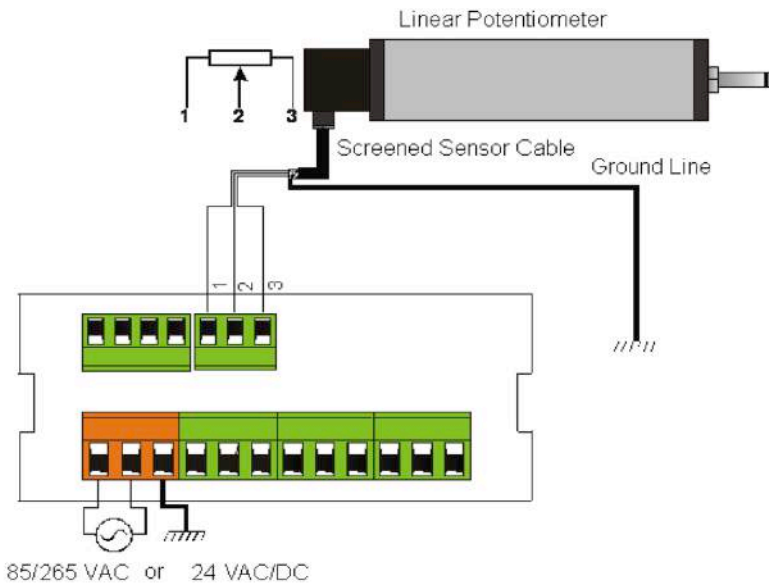 Linear Potentiometer
1 2 3
Screened Sensor Cable
Ground Line
1
2
3
85/265 VAC or 24 VAC/DC